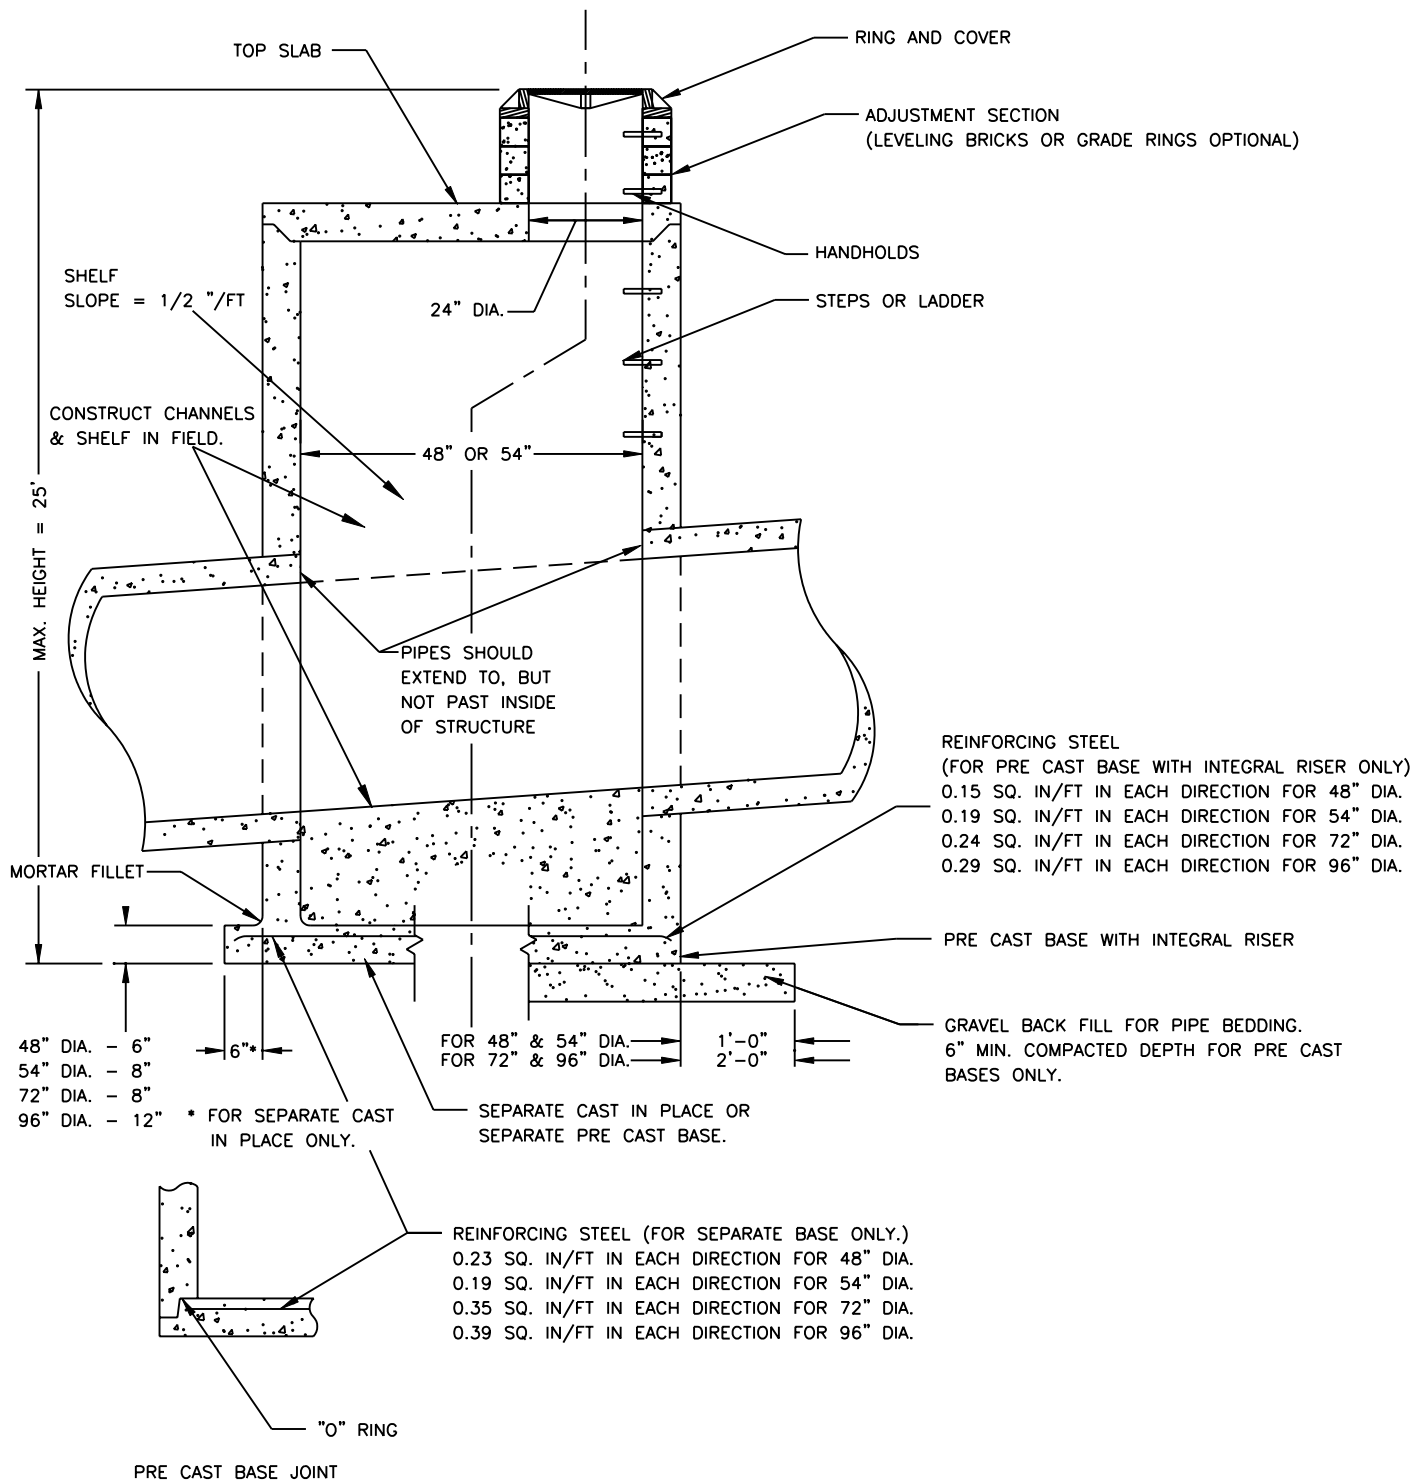 TOP SLAB
RING AND COVER
ADJUSTMENT SECTION
(LEVELING BRICKS OR GRADE RINGS OPTIONAL)
HANDHOLDS
SHELF
SLOPE = 1/2 "/FT
24" DIA.
STEPS OR LADDER
CONSTRUCT CHANNELS
& SHELF IN FIELD.
48" OR 54"
MAX. HEIGHT = 25'
PIPES SHOULD
EXTEND TO, BUT
NOT PAST INSIDE
OF STRUCTURE
REINFORCING STEEL
(FOR PRE CAST BASE WITH INTEGRAL RISER ONLY)
0.15 SQ. IN/FT IN EACH DIRECTION FOR 48" DIA.
0.19 SQ. IN/FT IN EACH DIRECTION FOR 54" DIA.
0.24 SQ. IN/FT IN EACH DIRECTION FOR 72" DIA.
0.29 SQ. IN/FT IN EACH DIRECTION FOR 96" DIA.
MORTAR FILLET
PRE CAST BASE WITH INTEGRAL RISER
GRAVEL BACK FILL FOR PIPE BEDDING.
6" MIN. COMPACTED DEPTH FOR PRE CAST
BASES ONLY.
48" DIA. - 6"
54" DIA. - 8"
72" DIA. - 8"
96" DIA. - 12"
6"*
FOR 48" & 54" DIA. 1'-0"
FOR 72" & 96" DIA. 2'-0"
* FOR SEPARATE CAST
IN PLACE ONLY.
SEPARATE CAST IN PLACE OR
SEPARATE PRE CAST BASE.
REINFORCING STEEL (FOR SEPARATE BASE ONLY.)
0.23 SQ. IN/FT IN EACH DIRECTION FOR 48" DIA.
0.19 SQ. IN/FT IN EACH DIRECTION FOR 54" DIA.
0.35 SQ. IN/FT IN EACH DIRECTION FOR 72" DIA.
0.39 SQ. IN/FT IN EACH DIRECTION FOR 96" DIA.
"O" RING
PRE CAST BASE JOINT